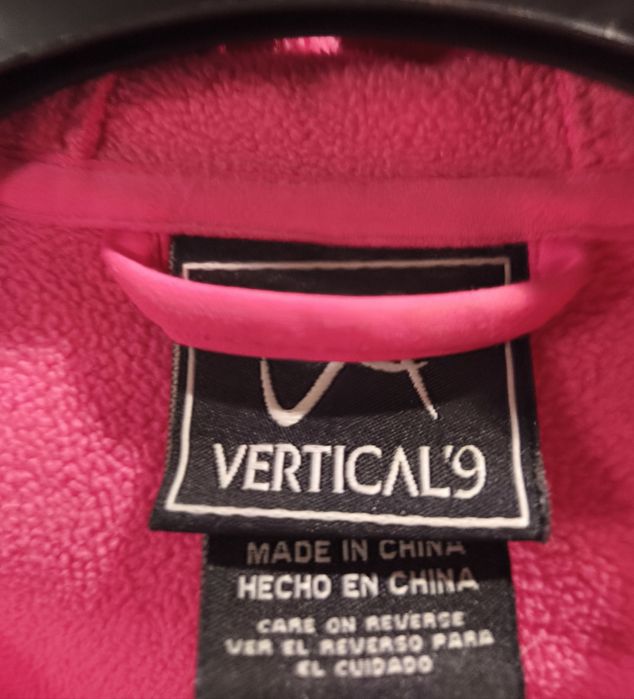 VERTICAL'9
MADE IN CHINA
HECHO EN CHINA
CARE ON REVERSE
VER EL REVERSO PARA
EL CUIDADO